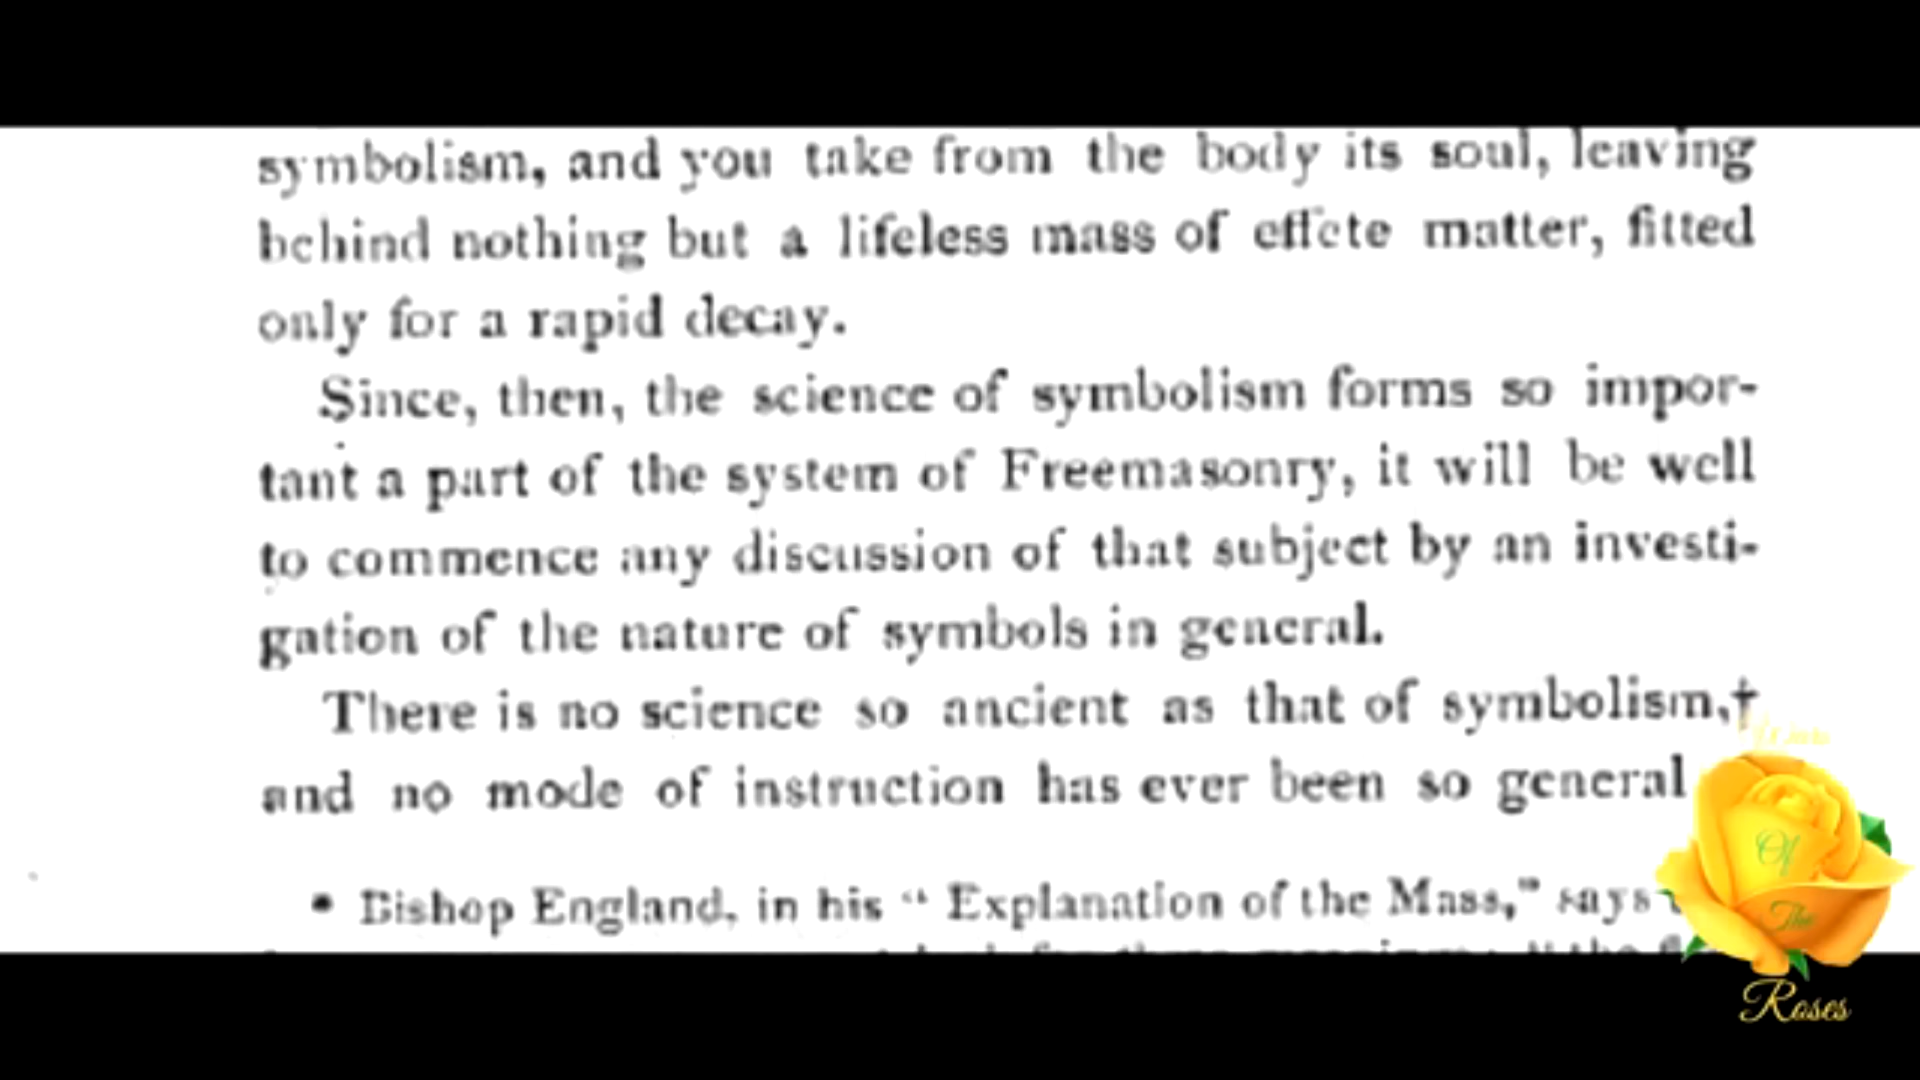 symbolism, and you take from the body its soul, leaving
behind nothing but a lifeless mass of effete matter, fitted
only for a rapid decay.
Since, then, the science of symbolism forms so impor-
tant a part of the system of Freemasonry, it will be well
to commence any discussion of that subject by an investi-
gation of the nature of symbols in general.
There is no science so ancient as that of symbolism,†
and no mode of instruction has ever been so general
* Bishop England, in his “ Explanation of the Mass,” says
for these meanings: the
Of
The
Roses